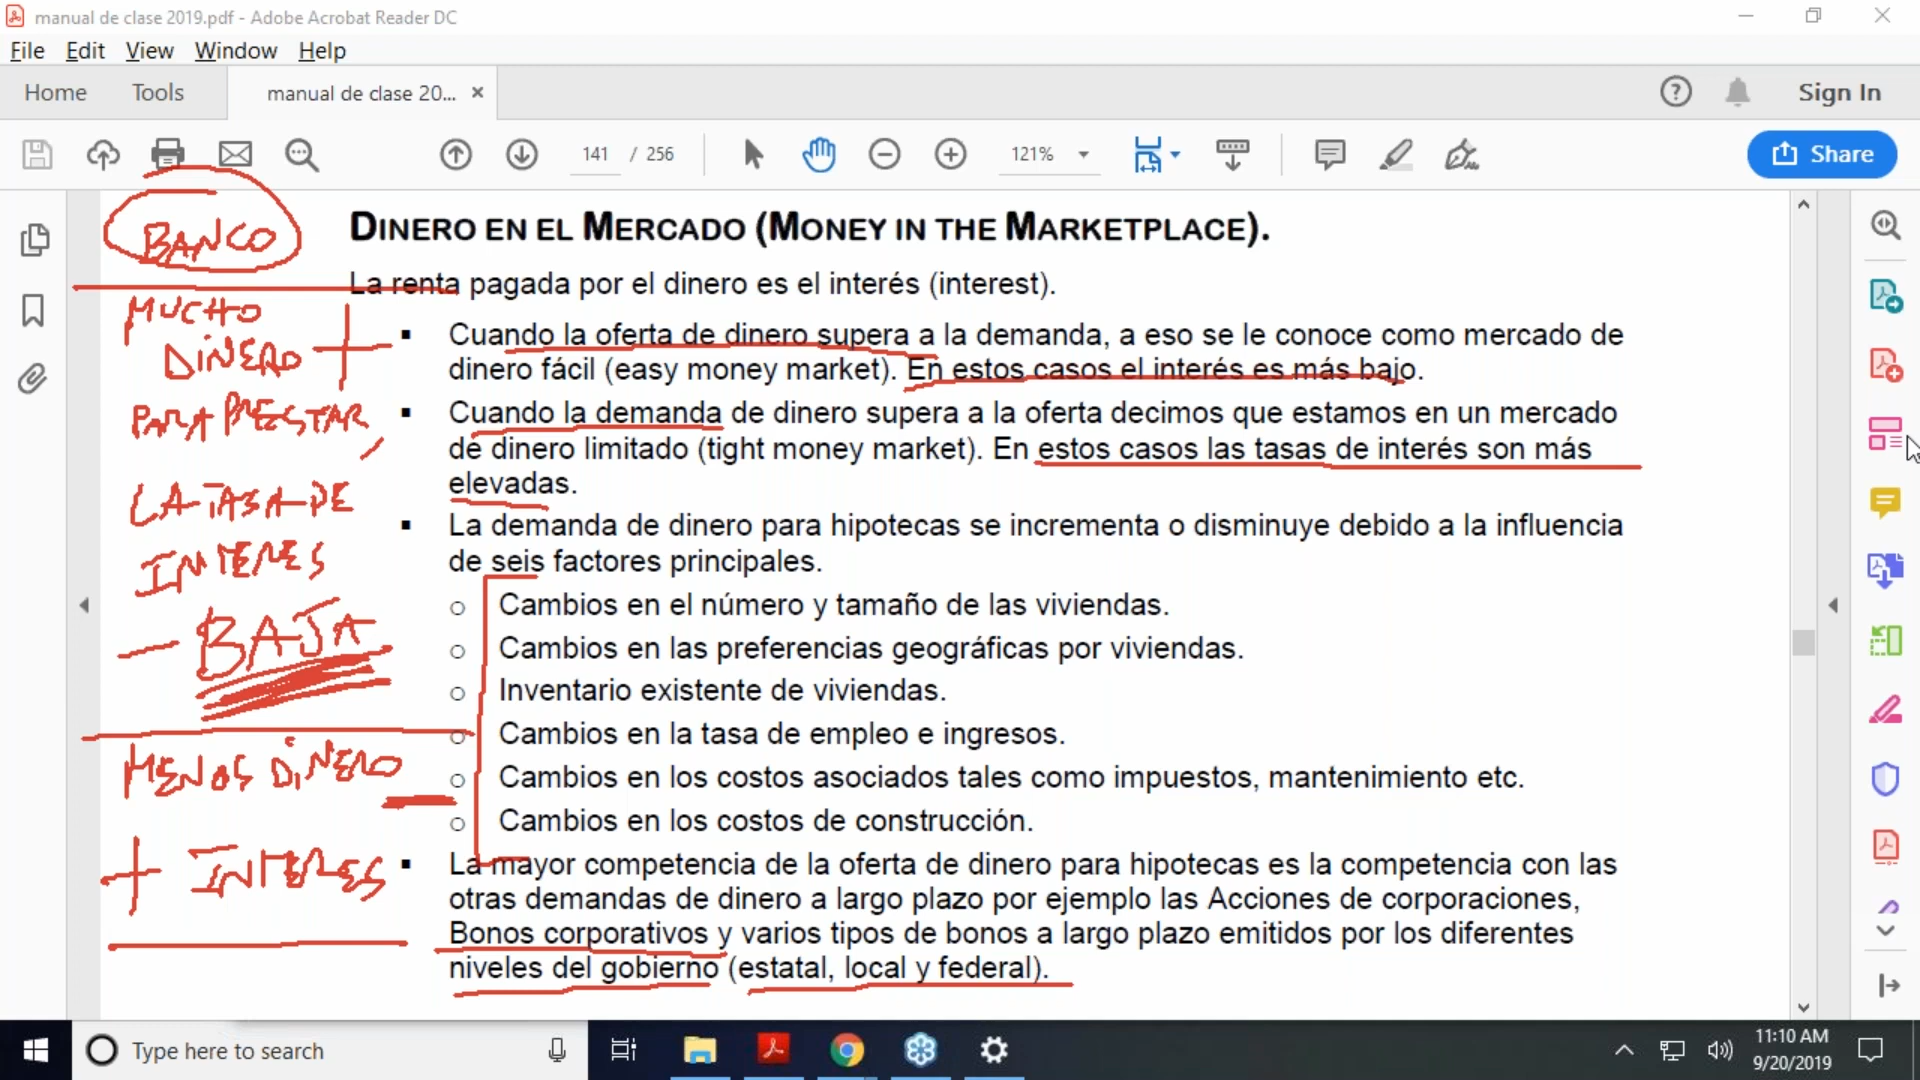 manual de clase 2019.pdf - Adobe Acrobat Reader DC
File Edit View Window Help
Home Tools manual de clase 20... × Sign In
141 / 256 121% Share
BANCO
MUCHO
DINERO +
PARA PRESTAR,
LA TASA DE
INTERES
- BAJA
MENOS DINERO
+ INTERES
DINERO EN EL MERCADO (MONEY IN THE MARKETPLACE).
La renta pagada por el dinero es el interés (interest).
▪ Cuando la oferta de dinero supera a la demanda, a eso se le conoce como mercado de
dinero fácil (easy money market). En estos casos el interés es más bajo.
▪ Cuando la demanda de dinero supera a la oferta decimos que estamos en un mercado
de dinero limitado (tight money market). En estos casos las tasas de interés son más
elevadas.
▪ La demanda de dinero para hipotecas se incrementa o disminuye debido a la influencia
de seis factores principales.
o Cambios en el número y tamaño de las viviendas.
o Cambios en las preferencias geográficas por viviendas.
o Inventario existente de viviendas.
o Cambios en la tasa de empleo e ingresos.
o Cambios en los costos asociados tales como impuestos, mantenimiento etc.
o Cambios en los costos de construcción.
▪ La mayor competencia de la oferta de dinero para hipotecas es la competencia con las
otras demandas de dinero a largo plazo por ejemplo las Acciones de corporaciones,
Bonos corporativos y varios tipos de bonos a largo plazo emitidos por los diferentes
niveles del gobierno (estatal, local y federal).
Type here to search
11:10 AM
9/20/2019